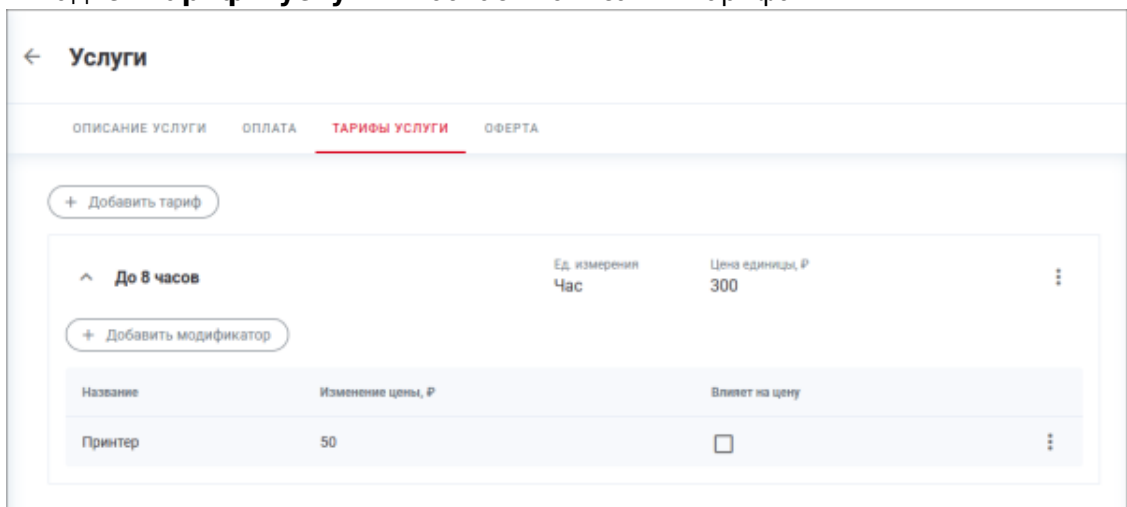 Услуги
ОПИСАНИЕ УСЛУГИ ОПЛАТА ТАРИФЫ УСЛУГИ ОФЕРТА
+ Добавить тариф
До 8 часов
Ед. измерения Цена единицы, ₽
Час 300
+ Добавить модификатор
Название Изменение цены, ₽ Влияет на цену
Принтер 50